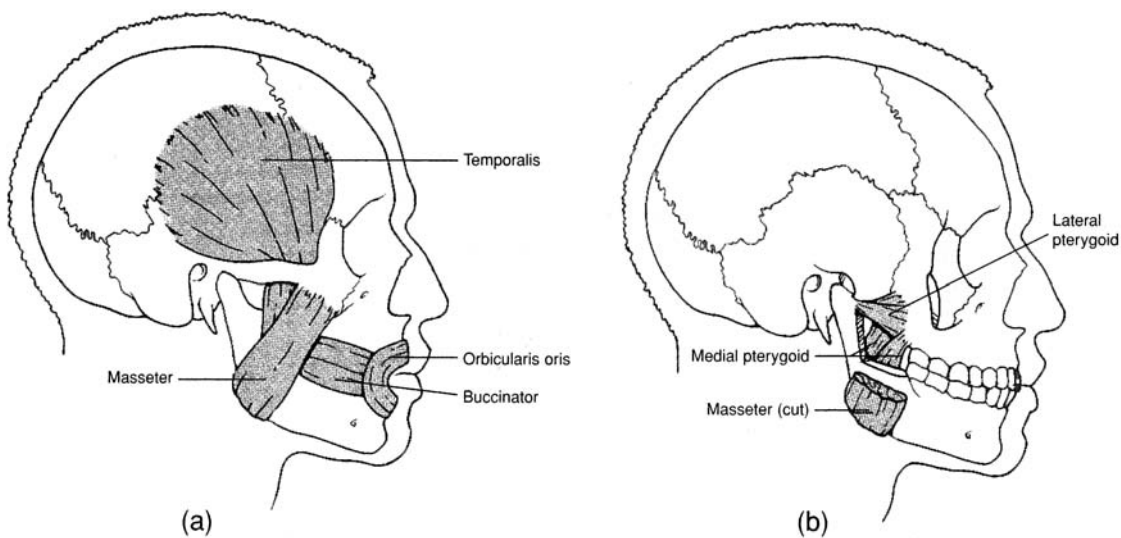 Temporalis
Orbicularis oris
Masseter
Buccinator
(a)
Lateral
pterygoid
Medial pterygoid
Masseter (cut)
(b)